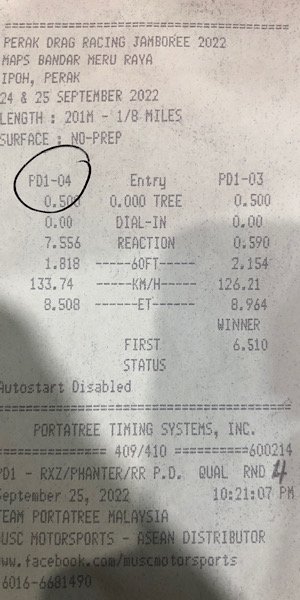 PERAK DRAG RACING JAMBOREE 2022
MAPS BANDAR MERU RAYA
IPOH, PERAK
24 & 25 SEPTEMBER 2022
LENGTH : 201M - 1/8 MILES
SURFACE : NO-PREP
PD1-04 Entry PD1-03
0.500 0.000 TREE 0.500
0.00 DIAL-IN 0.00
7.556 REACTION 0.590
1.818 -----60FT----- 2.154
133.74 -----KM/H------ 126.21
8.508 ------ET------ 8.964
WINNER
FIRST 6.510
STATUS
Autostart Disabled
PORTATREE TIMING SYSTEMS, INC.
============== 409/410 ==========600214
PD1 - RXZ/PHANTER/RR P.D. QUAL RND 4
September 25, 2022 10:21:07 PM
TEAM PORTATREE MALAYSIA
MUSC MOTORSPORTS - ASEAN DISTRIBUTOR
www.facebook.com/muscmotorsports
6016-6681490